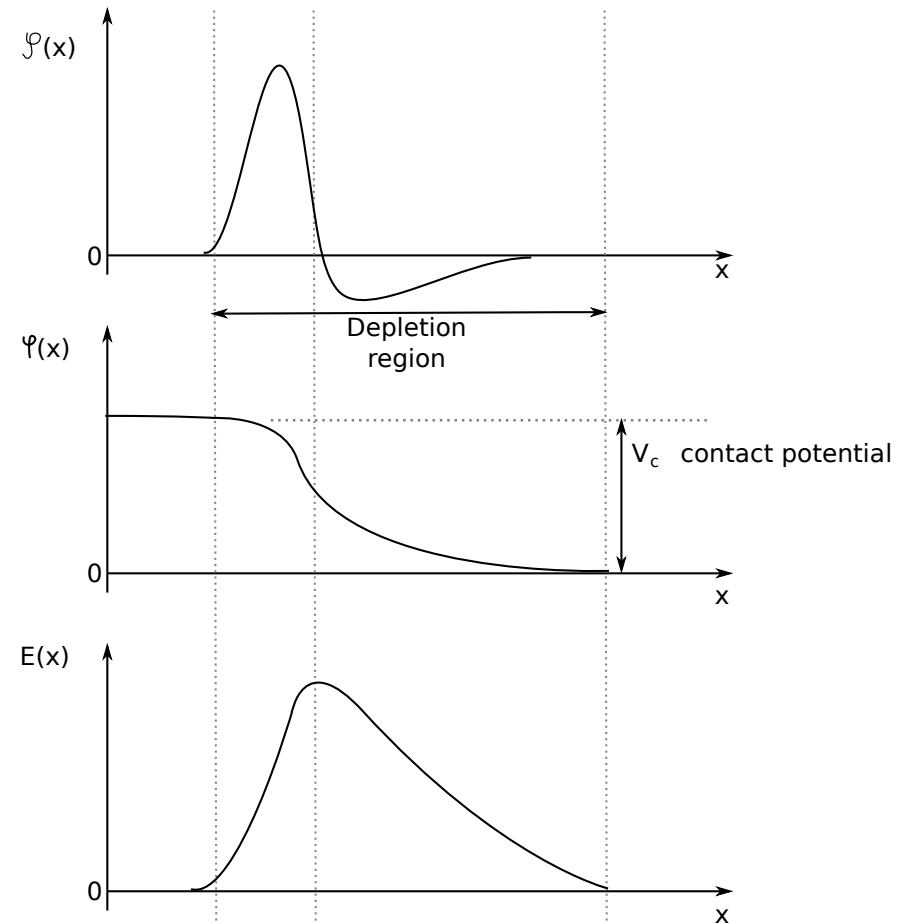 𝒫(x)
0
x
Depletion
region
φ(x)
V_c contact potential
0
x
E(x)
0
x